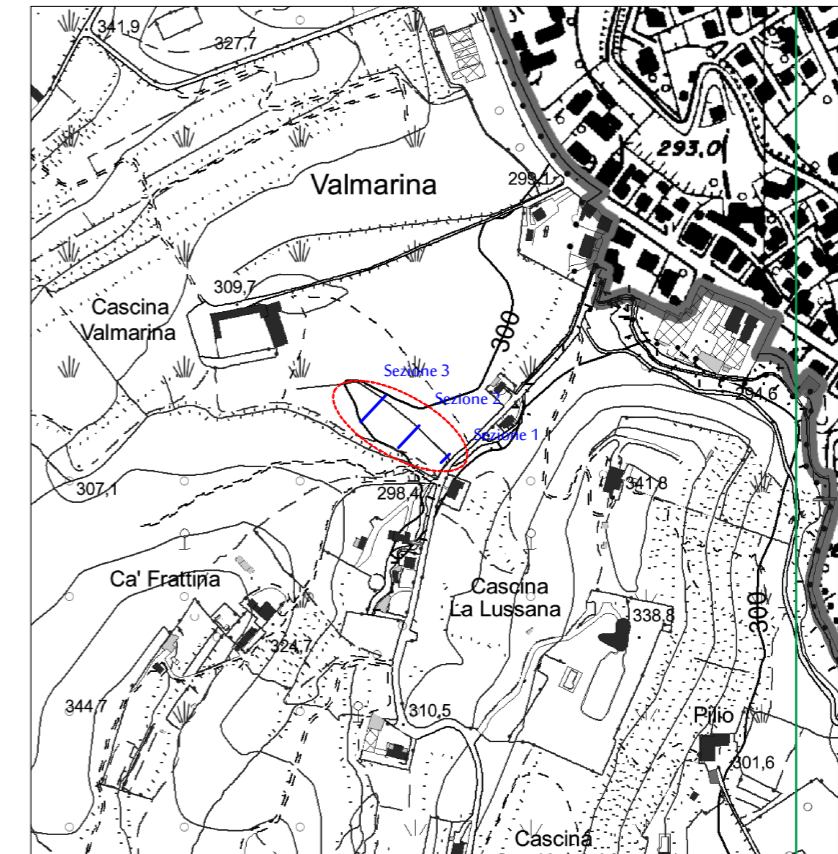 341,9
327,7
293,0
Valmarina
299,1
309,7
Cascina
Valmarina
300
Sezione 3
Sezione 2
294,6
Sezione 1
307,1
298,4
341,8
Ca' Frattina
Cascina
La Lussana
300
338,8
324,7
344,7
310,5
Pilio
301,6
Cascina